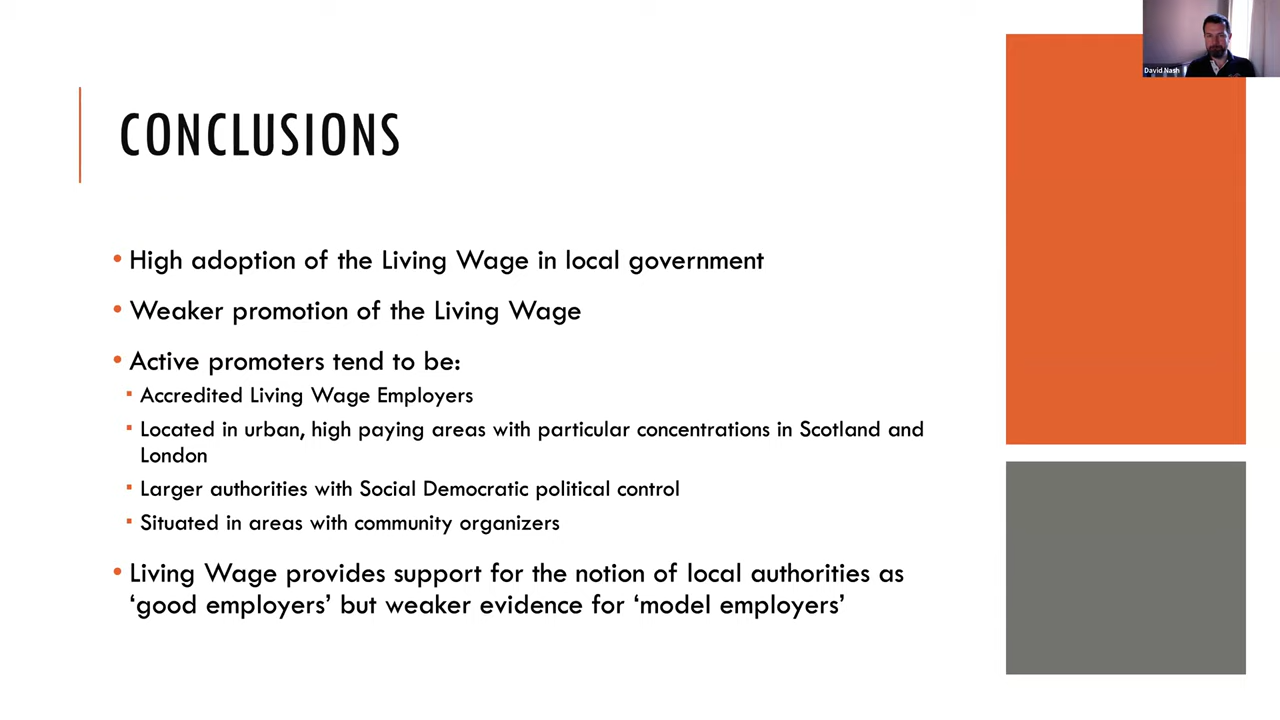 David Nash
CONCLUSIONS
• High adoption of the Living Wage in local government
• Weaker promotion of the Living Wage
• Active promoters tend to be:
▪ Accredited Living Wage Employers
▪ Located in urban, high paying areas with particular concentrations in Scotland and
London
▪ Larger authorities with Social Democratic political control
▪ Situated in areas with community organizers
• Living Wage provides support for the notion of local authorities as
‘good employers’ but weaker evidence for ‘model employers’